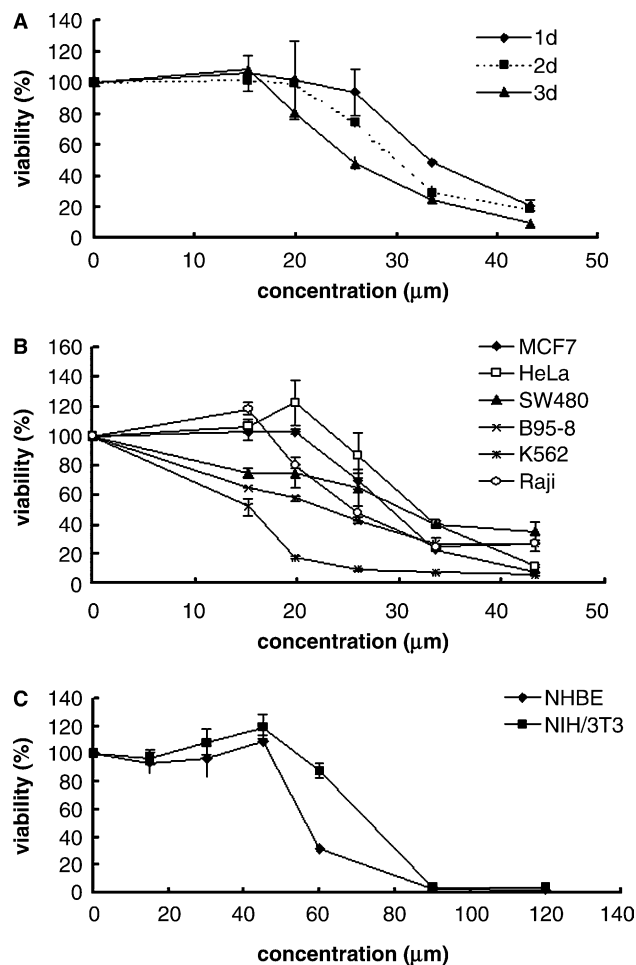 A
140
120
100
80
60
40
20
0
viability (%)
0 10 20 30 40 50
concentration (μm)
1d
2d
3d
B
160
140
120
100
80
60
40
20
0
viability (%)
0 10 20 30 40 50
concentration (μm)
MCF7
HeLa
SW480
B95-8
K562
Raji
C
140
120
100
80
60
40
20
0
viability (%)
0 20 40 60 80 100 120 140
concentration (μm)
NHBE
NIH/3T3